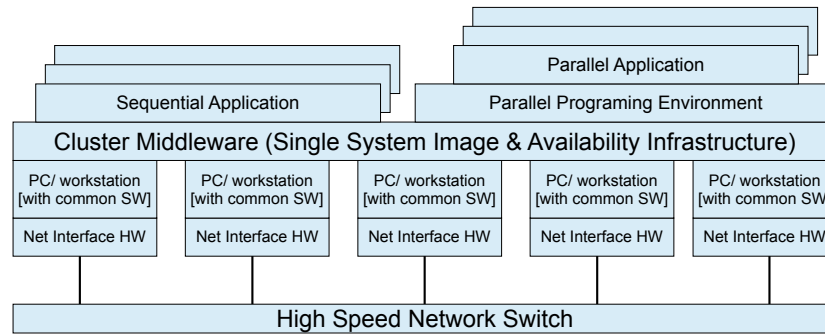 Parallel Application
Sequential Application
Parallel Programing Environment
Cluster Middleware (Single System Image & Availability Infrastructure)
PC/ workstation
[with common SW]
Net Interface HW
PC/ workstation
[with common SW]
Net Interface HW
PC/ workstation
[with common SW]
Net Interface HW
PC/ workstation
[with common SW]
Net Interface HW
PC/ workstation
[with common SW]
Net Interface HW
High Speed Network Switch